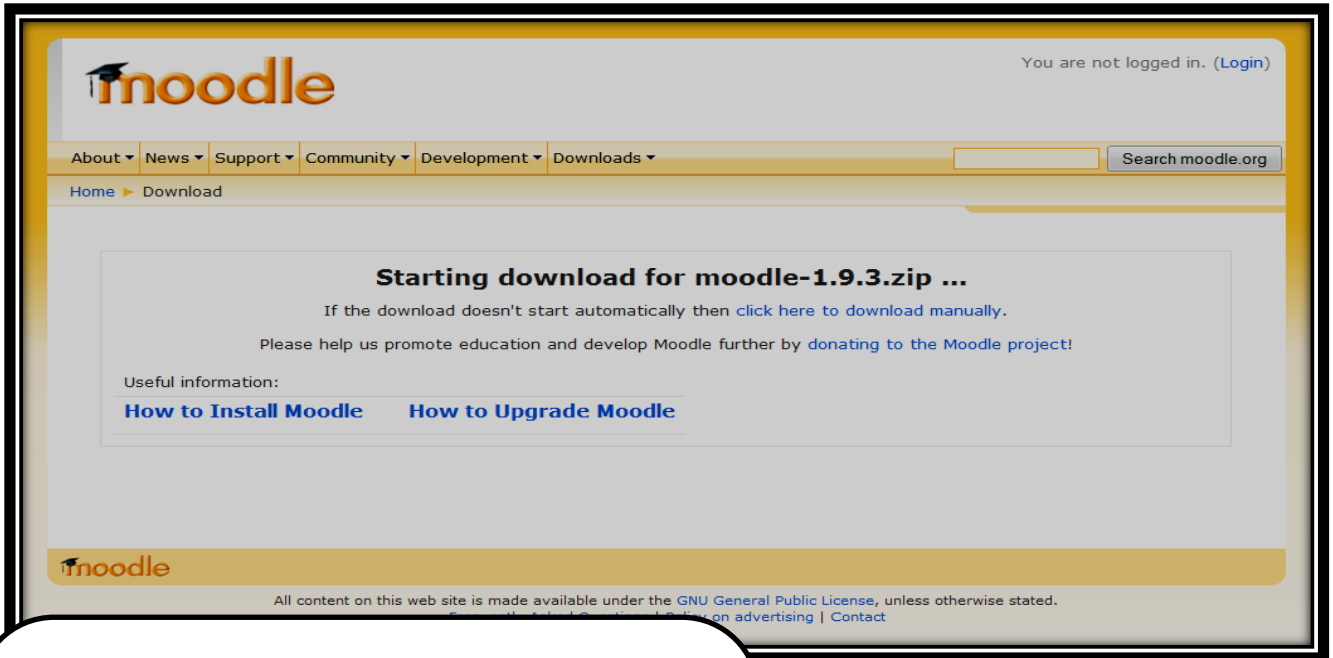 moodle
You are not logged in. (Login)
About News Support Community Development Downloads Search moodle.org
Home ► Download
Starting download for moodle-1.9.3.zip ...
If the download doesn't start automatically then click here to download manually.
Please help us promote education and develop Moodle further by donating to the Moodle project!
Useful information:
How to Install Moodle How to Upgrade Moodle
moodle
All content on this web site is made available under the GNU General Public License, unless otherwise stated.
on advertising | Contact